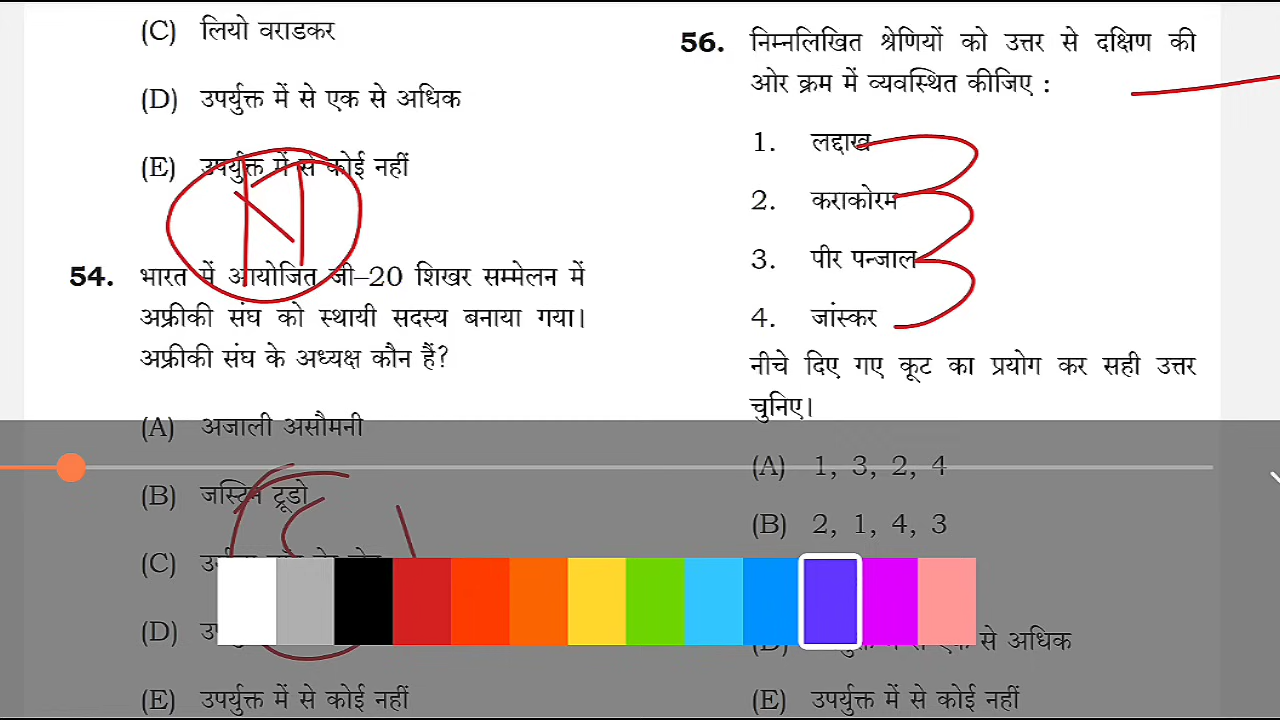 (C) लियो वराडकर
(D) उपर्युक्त में से एक से अधिक
(E) उपर्युक्त में से कोई नहीं
54. भारत में आयोजित जी–20 शिखर सम्मेलन में
अफ्रीकी संघ को स्थायी सदस्य बनाया गया।
अफ्रीकी संघ के अध्यक्ष कौन हैं?
(A) अजाली असौमनी
(B) जस्टिन ट्रूडो
(C)
(D)
(E) उपर्युक्त में से कोई नहीं
56. निम्नलिखित श्रेणियों को उत्तर से दक्षिण की
ओर क्रम में व्यवस्थित कीजिए :
1. लद्दाख
2. कराकोरम
3. पीर पन्जाल
4. जांस्कर
नीचे दिए गए कूट का प्रयोग कर सही उत्तर
चुनिए।
(A) 1, 3, 2, 4
(B) 2, 1, 4, 3
से अधिक
(E) उपर्युक्त में से कोई नहीं